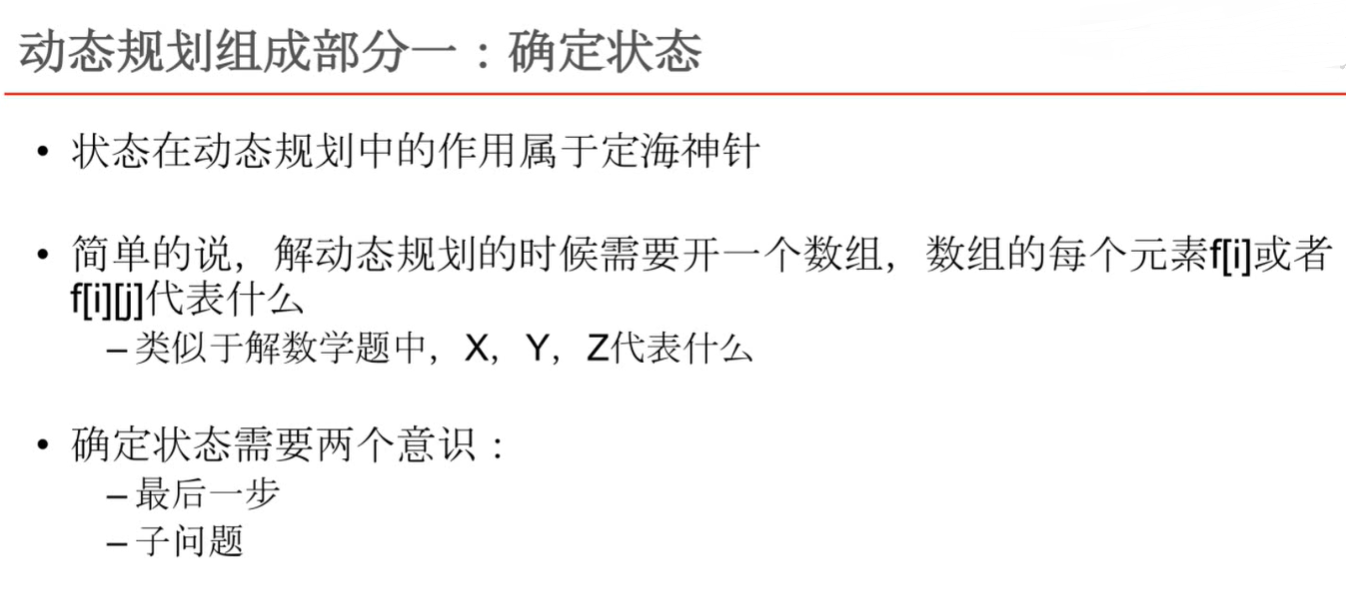 动态规划组成部分一：确定状态
• 状态在动态规划中的作用属于定海神针
• 简单的说，解动态规划的时候需要开一个数组，数组的每个元素f[i]或者
f[i][j]代表什么
– 类似于解数学题中，X，Y，Z代表什么
• 确定状态需要两个意识：
– 最后一步
– 子问题